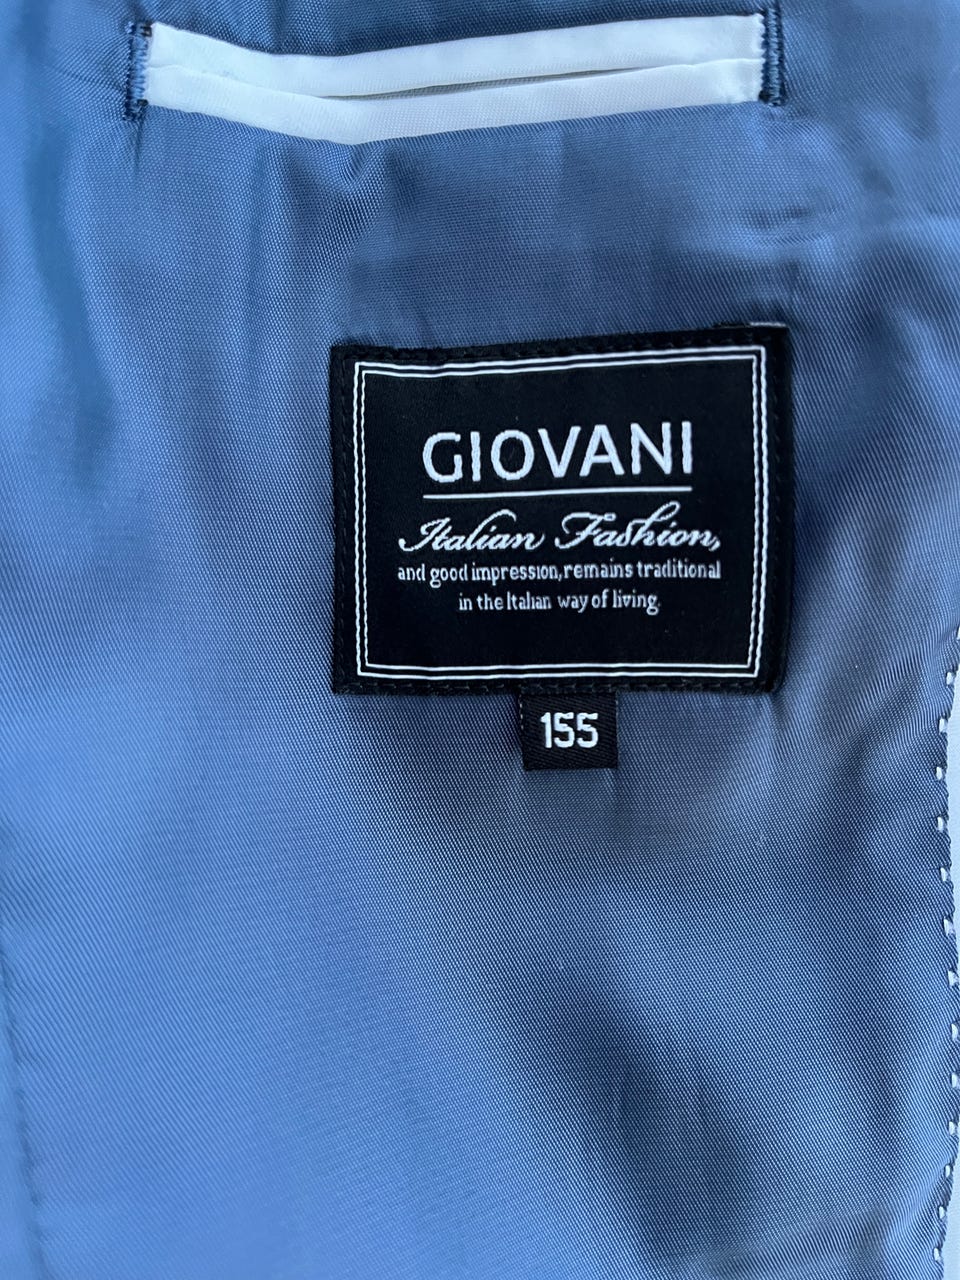 GIOVANI
Italian Fashion,
and good impression, remains traditional
in the Italian way of living.
155